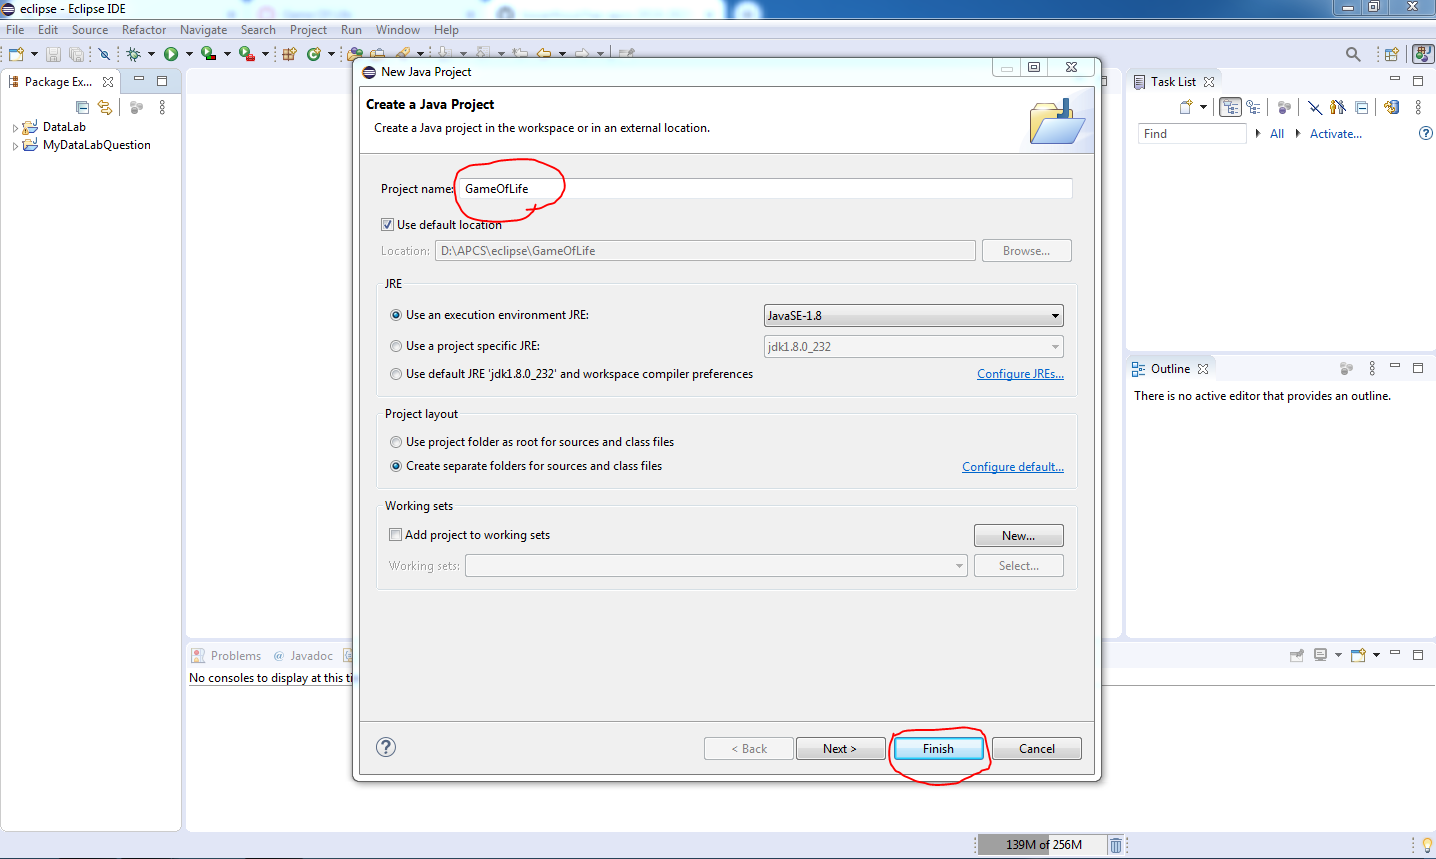 eclipse - Eclipse IDE
File Edit Source Refactor Navigate Search Project Run Window Help
Package Ex...
DataLab
MyDataLabQuestion
New Java Project
Create a Java Project
Create a Java project in the workspace or in an external location.
Project name: GameOfLife
Use default location
Location: D:\APCS\eclipse\GameOfLife Browse...
JRE
Use an execution environment JRE: JavaSE-1.8
Use a project specific JRE: jdk1.8.0_232
Use default JRE 'jdk1.8.0_232' and workspace compiler preferences Configure JREs...
Project layout
Use project folder as root for sources and class files
Create separate folders for sources and class files Configure default...
Working sets
Add project to working sets New...
Working sets: Select...
? < Back Next > Finish Cancel
Task List
Find All Activate... ?
Outline
There is no active editor that provides an outline.
Problems @ Javadoc
No consoles to display at this ti
139M of 256M